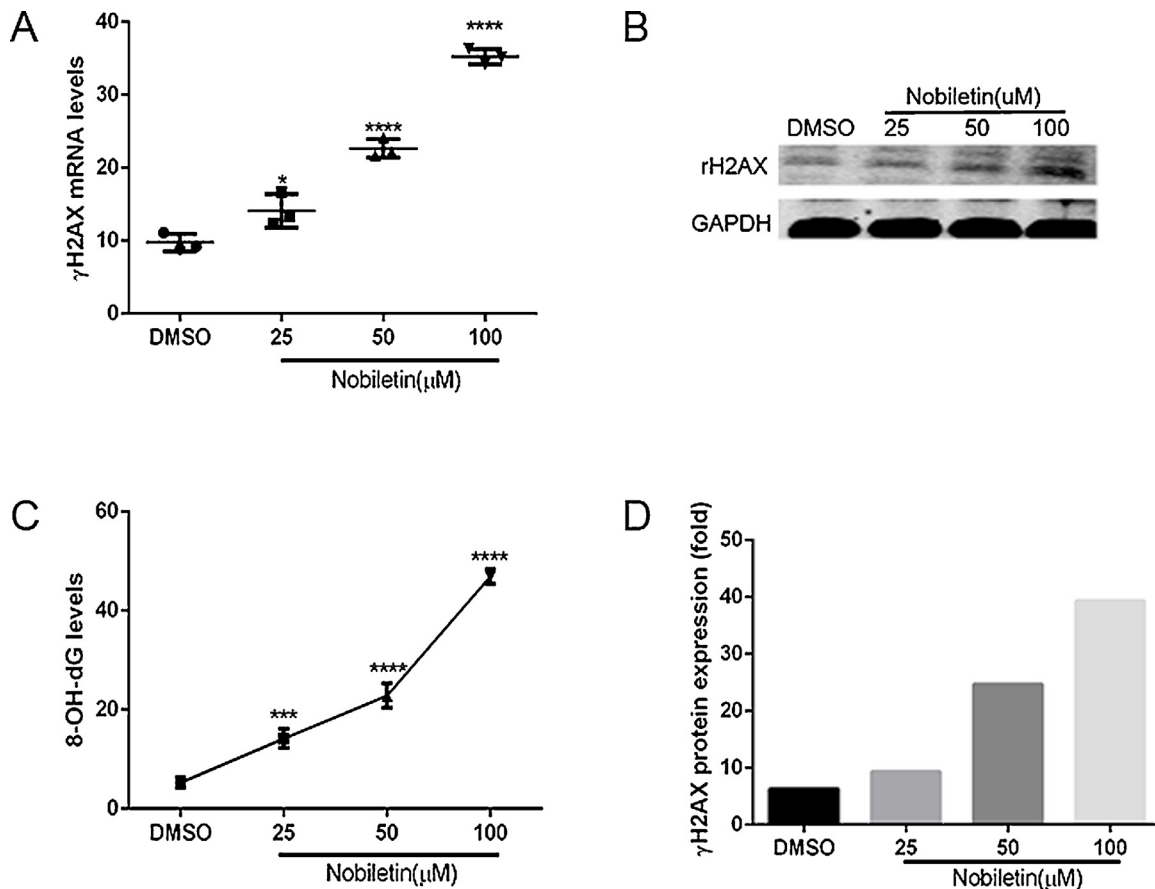 A
γH2AX mRNA levels
40
30
20
10
0
****
****
*
DMSO 25 50 100
Nobiletin(μM)
B
Nobiletin(uM)
DMSO 25 50 100
rH2AX
GAPDH
C
8-OH-dG levels
60
40
20
0
****
****
***
DMSO 25 50 100
Nobiletin(μM)
D
γH2AX protein expression (fold)
50
40
30
20
10
0
DMSO 25 50 100
Nobiletin(μM)